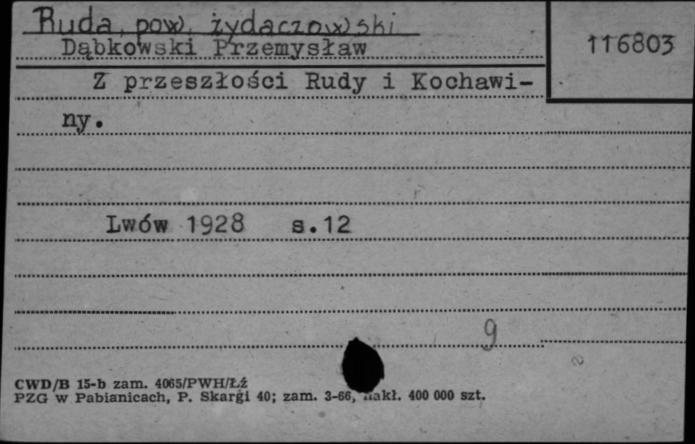 Ruda, pow. żydaczowski
Dąbkowski Przemysław
116803
Z przeszłości Rudy i Kochawi-
ny.
Lwów 1928 s.12
9
CWD/B 15-b zam. 4065/PWH/Łź
PZG w Pabianicach, P. Skargi 40; zam. 3-66, nakł. 400 000 szt.